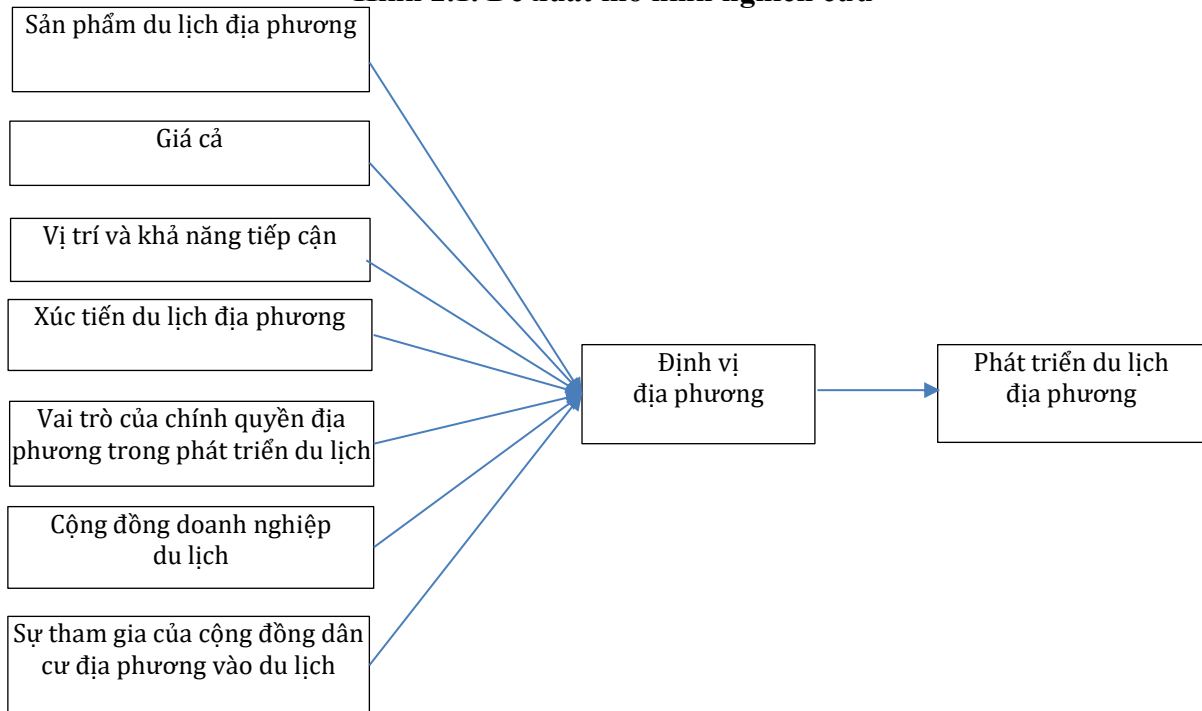 Sản phẩm du lịch địa phương
Giá cả
Vị trí và khả năng tiếp cận
Xúc tiến du lịch địa phương
Vai trò của chính quyền địa
phương trong phát triển du lịch
Cộng đồng doanh nghiệp
du lịch
Sự tham gia của cộng đồng dân
cư địa phương vào du lịch
Định vị
địa phương
Phát triển du lịch
địa phương